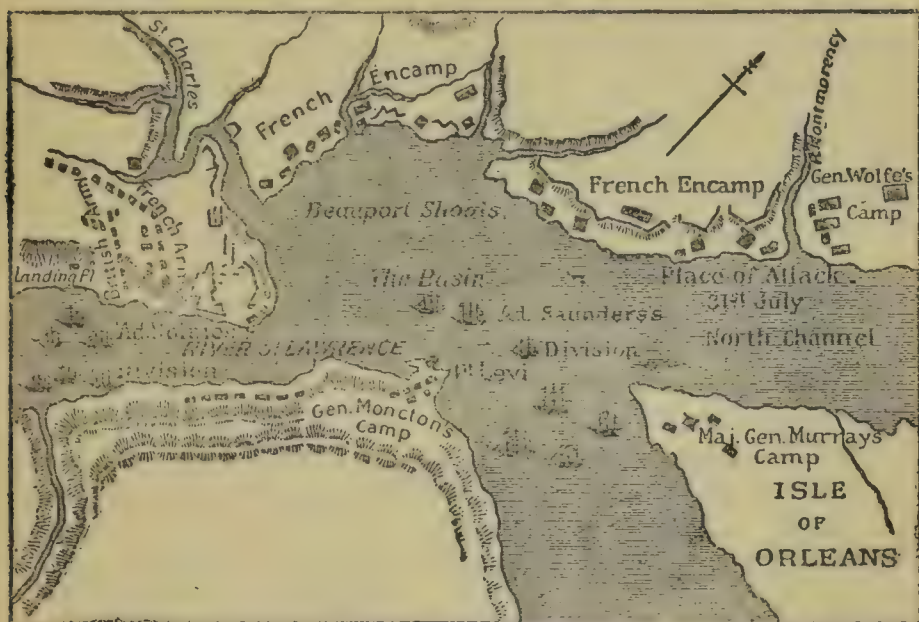 St Charles
French
Encamp
French Encamp
R. Montmorency
Gen. Wolfe's
Camp
British Army
French Army
Landing Pl
Beauport Shoals
The Basin
Place of Attack
31st July
North Channel
Ad. Saunderss
Division
Division
RIVER St LAWRENCE
Pt Levi
Gen. Moncton's
Camp
Maj. Gen. Murrays
Camp
ISLE
OF
ORLEANS